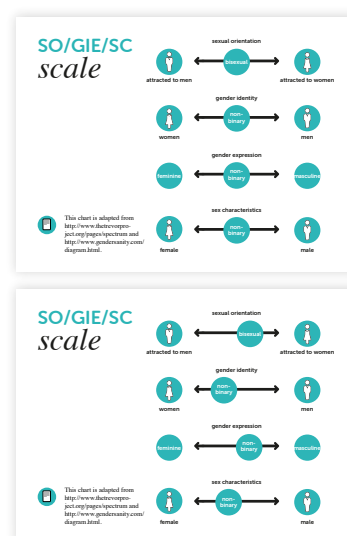 SO/GIE/SC
scale
sexual orientation
bisexual
attracted to men
attracted to women
gender identity
non-
binary
women
men
gender expression
feminine
non-
binary
masculine
sex characteristics
non-
binary
female
male
This chart is adapted from
http://www.thetrevorpro-
ject.org/pages/spectrum and
http://www.gendersanity.com/
diagram.html.
SO/GIE/SC
scale
sexual orientation
bisexual
attracted to men
attracted to women
gender identity
non-
binary
women
men
gender expression
feminine
non-
binary
masculine
sex characteristics
non-
binary
female
male
This chart is adapted from
http://www.thetrevorpro-
ject.org/pages/spectrum and
http://www.gendersanity.com/
diagram.html.